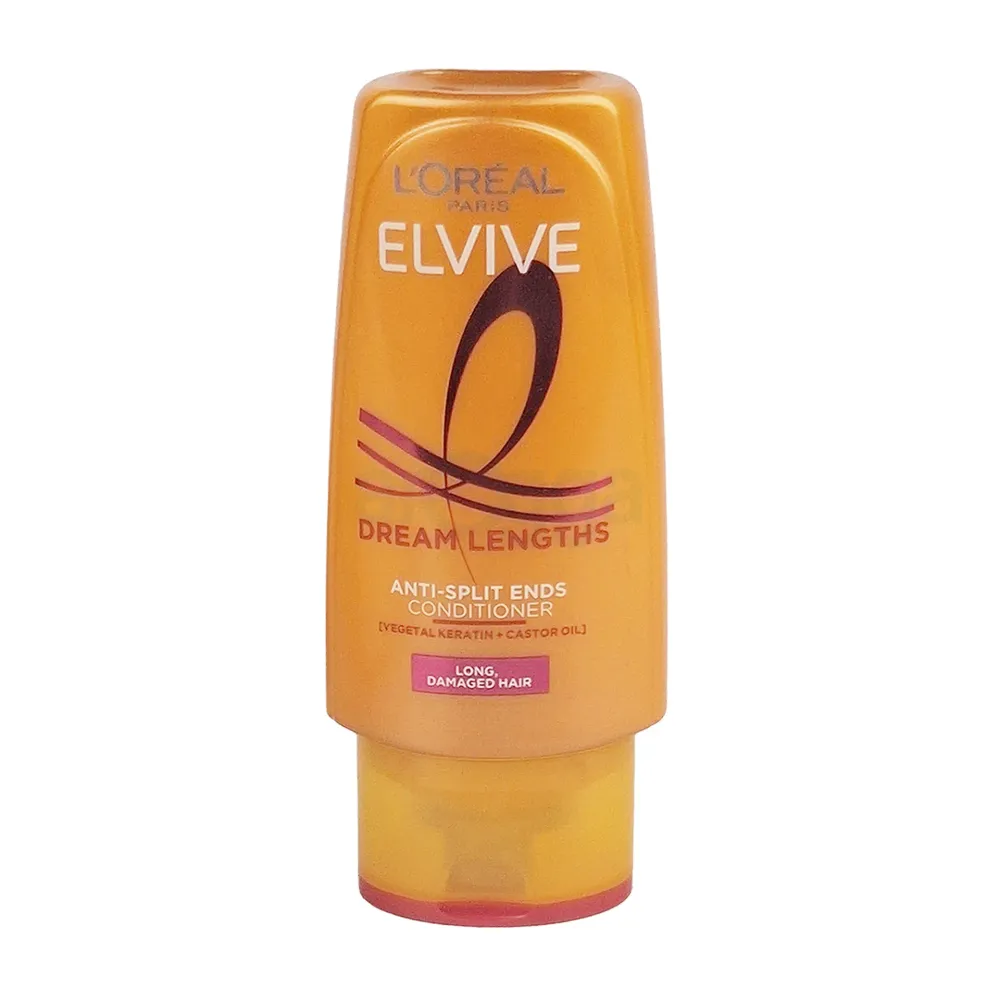 L'ORÉAL
PARIS
ELVIVE
DREAM LENGTHS
ANTI-SPLIT ENDS
CONDITIONER
[VEGETAL KERATIN + CASTOR OIL]
LONG,
DAMAGED HAIR